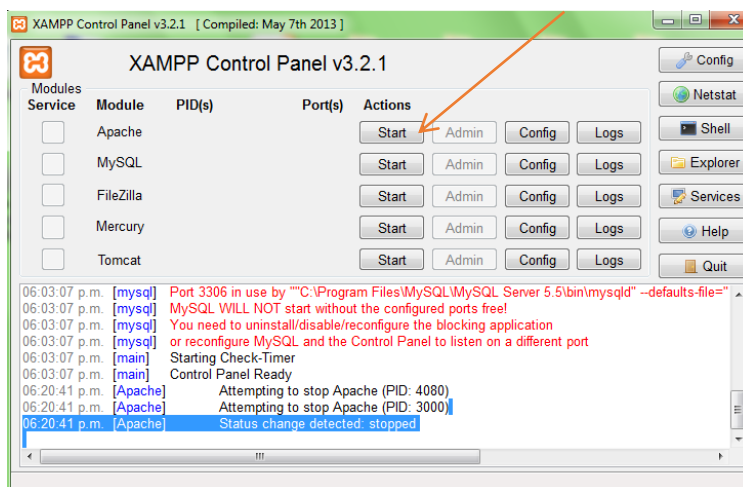 XAMPP Control Panel v3.2.1 [ Compiled: May 7th 2013 ]
XAMPP Control Panel v3.2.1
Config
Modules
Service Module PID(s) Port(s) Actions
Netstat
Apache Start Admin Config Logs
Shell
MySQL Start Admin Config Logs
Explorer
FileZilla Start Admin Config Logs
Services
Mercury Start Admin Config Logs
Help
Tomcat Start Admin Config Logs
Quit
06:03:07 p.m. [mysql] Port 3306 in use by ""C:\Program Files\MySQL\MySQL Server 5.5\bin\mysqld" --defaults-file="
06:03:07 p.m. [mysql] MySQL WILL NOT start without the configured ports free!
06:03:07 p.m. [mysql] You need to uninstall/disable/reconfigure the blocking application
06:03:07 p.m. [mysql] or reconfigure MySQL and the Control Panel to listen on a different port
06:03:07 p.m. [main] Starting Check-Timer
06:03:07 p.m. [main] Control Panel Ready
06:20:41 p.m. [Apache] Attempting to stop Apache (PID: 4080)
06:20:41 p.m. [Apache] Attempting to stop Apache (PID: 3000)
06:20:41 p.m. [Apache] Status change detected: stopped